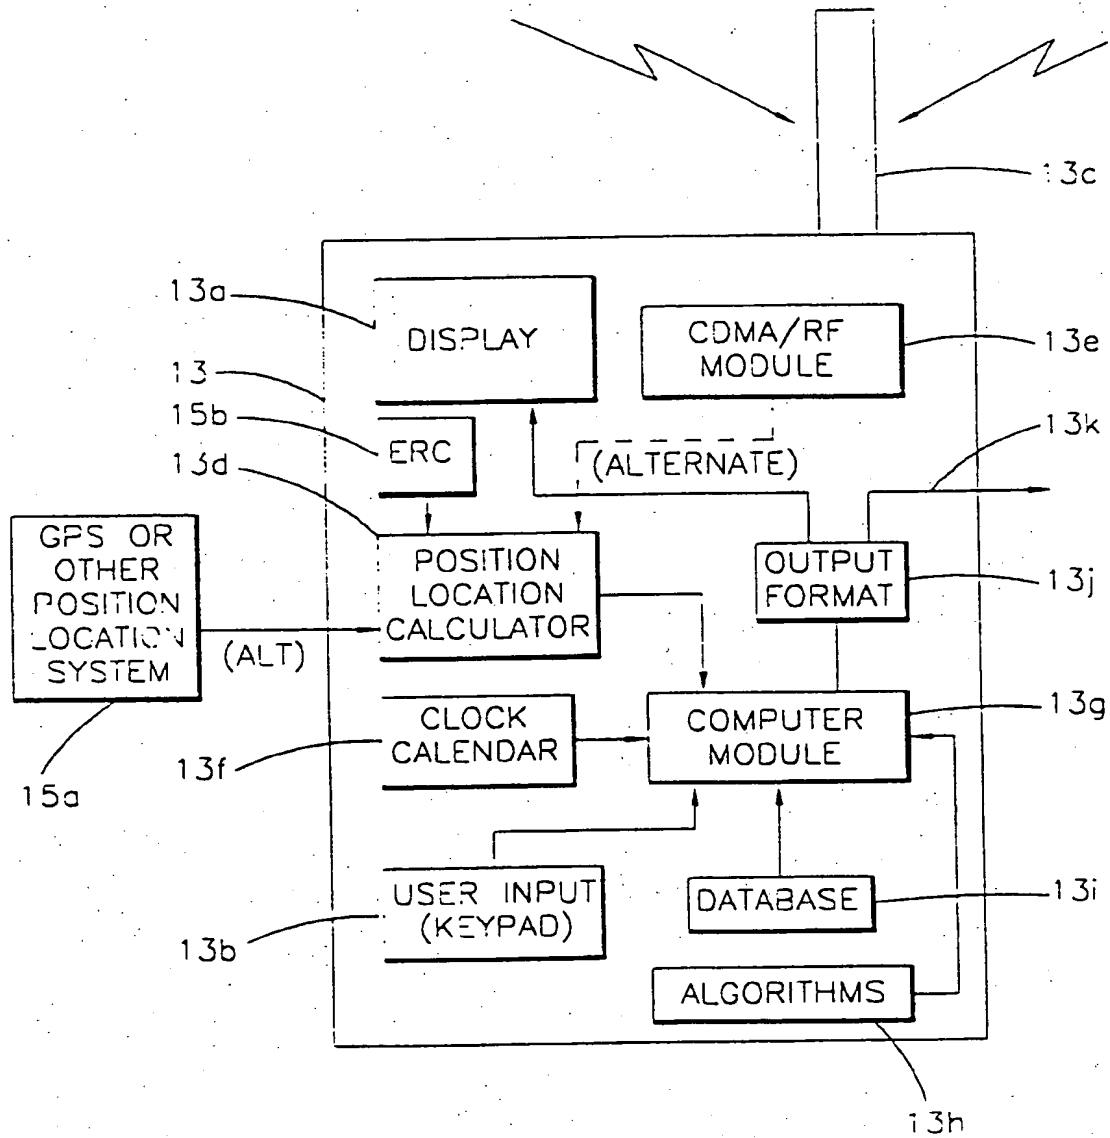 13c
13a
DISPLAY
CDMA/RF
MODULE
13e
13
15b
ERC
13k
13d
(ALTERNATE)
GPS OR
OTHER
POSITION
LOCATION
SYSTEM
(ALT)
POSITION
LOCATION
CALCULATOR
OUTPUT
FORMAT
13j
CLOCK
CALENDAR
COMPUTER
MODULE
13g
13f
15a
USER INPUT
(KEYPAD)
DATABASE
13i
13b
ALGORITHMS
13h